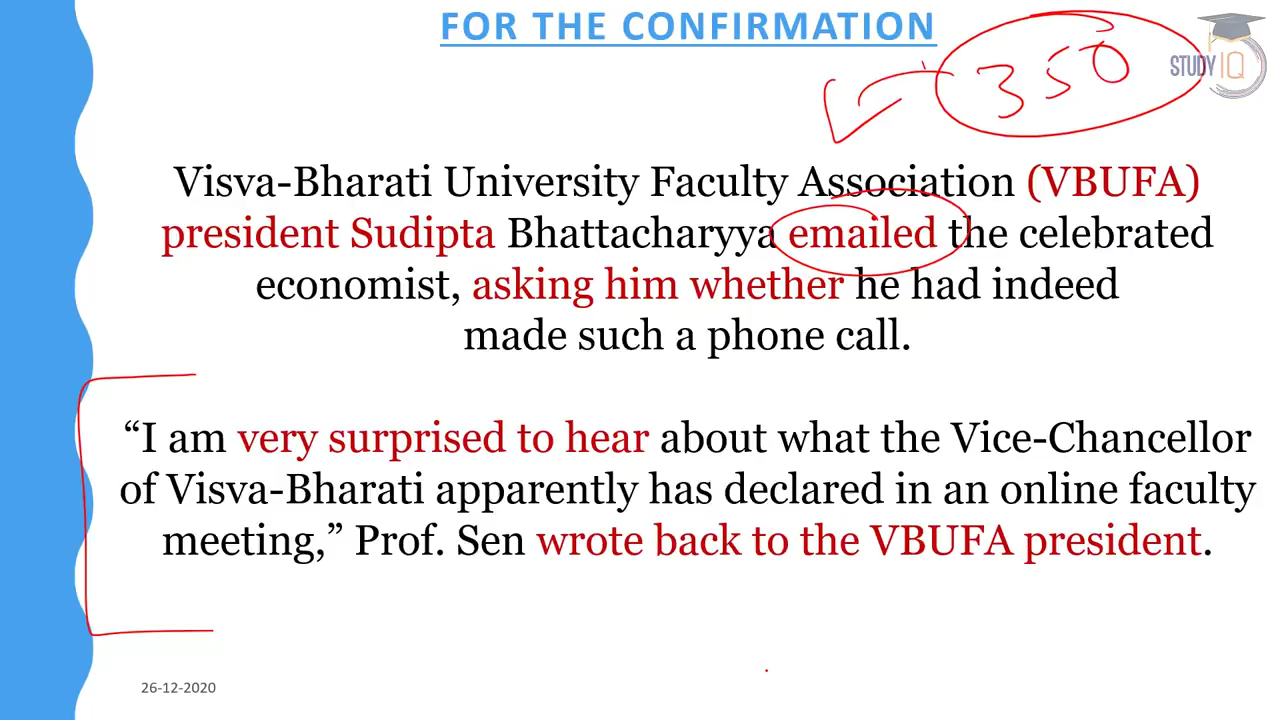 FOR THE CONFIRMATION
350
STUDY IQ
Visva-Bharati University Faculty Association (VBUFA)
president Sudipta Bhattacharyya emailed the celebrated
economist, asking him whether he had indeed
made such a phone call.
“I am very surprised to hear about what the Vice-Chancellor
of Visva-Bharati apparently has declared in an online faculty
meeting,” Prof. Sen wrote back to the VBUFA president.
26-12-2020